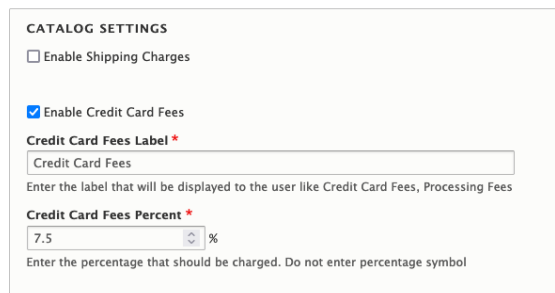 CATALOG SETTINGS
Enable Shipping Charges
Enable Credit Card Fees
Credit Card Fees Label *
Credit Card Fees
Enter the label that will be displayed to the user like Credit Card Fees, Processing Fees
Credit Card Fees Percent *
7.5 %
Enter the percentage that should be charged. Do not enter percentage symbol